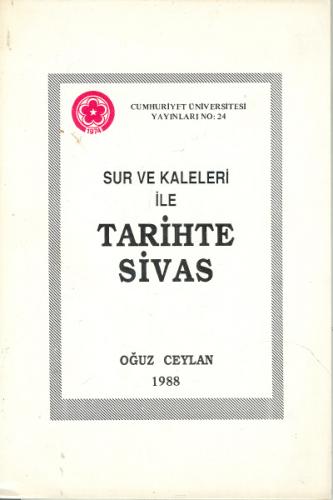 1974
CUMHURİYET ÜNİVERSİTESİ
YAYINLARI NO: 24
SUR VE KALELERİ
İLE
TARİHTE
SİVAS
OĞUZ CEYLAN
1988